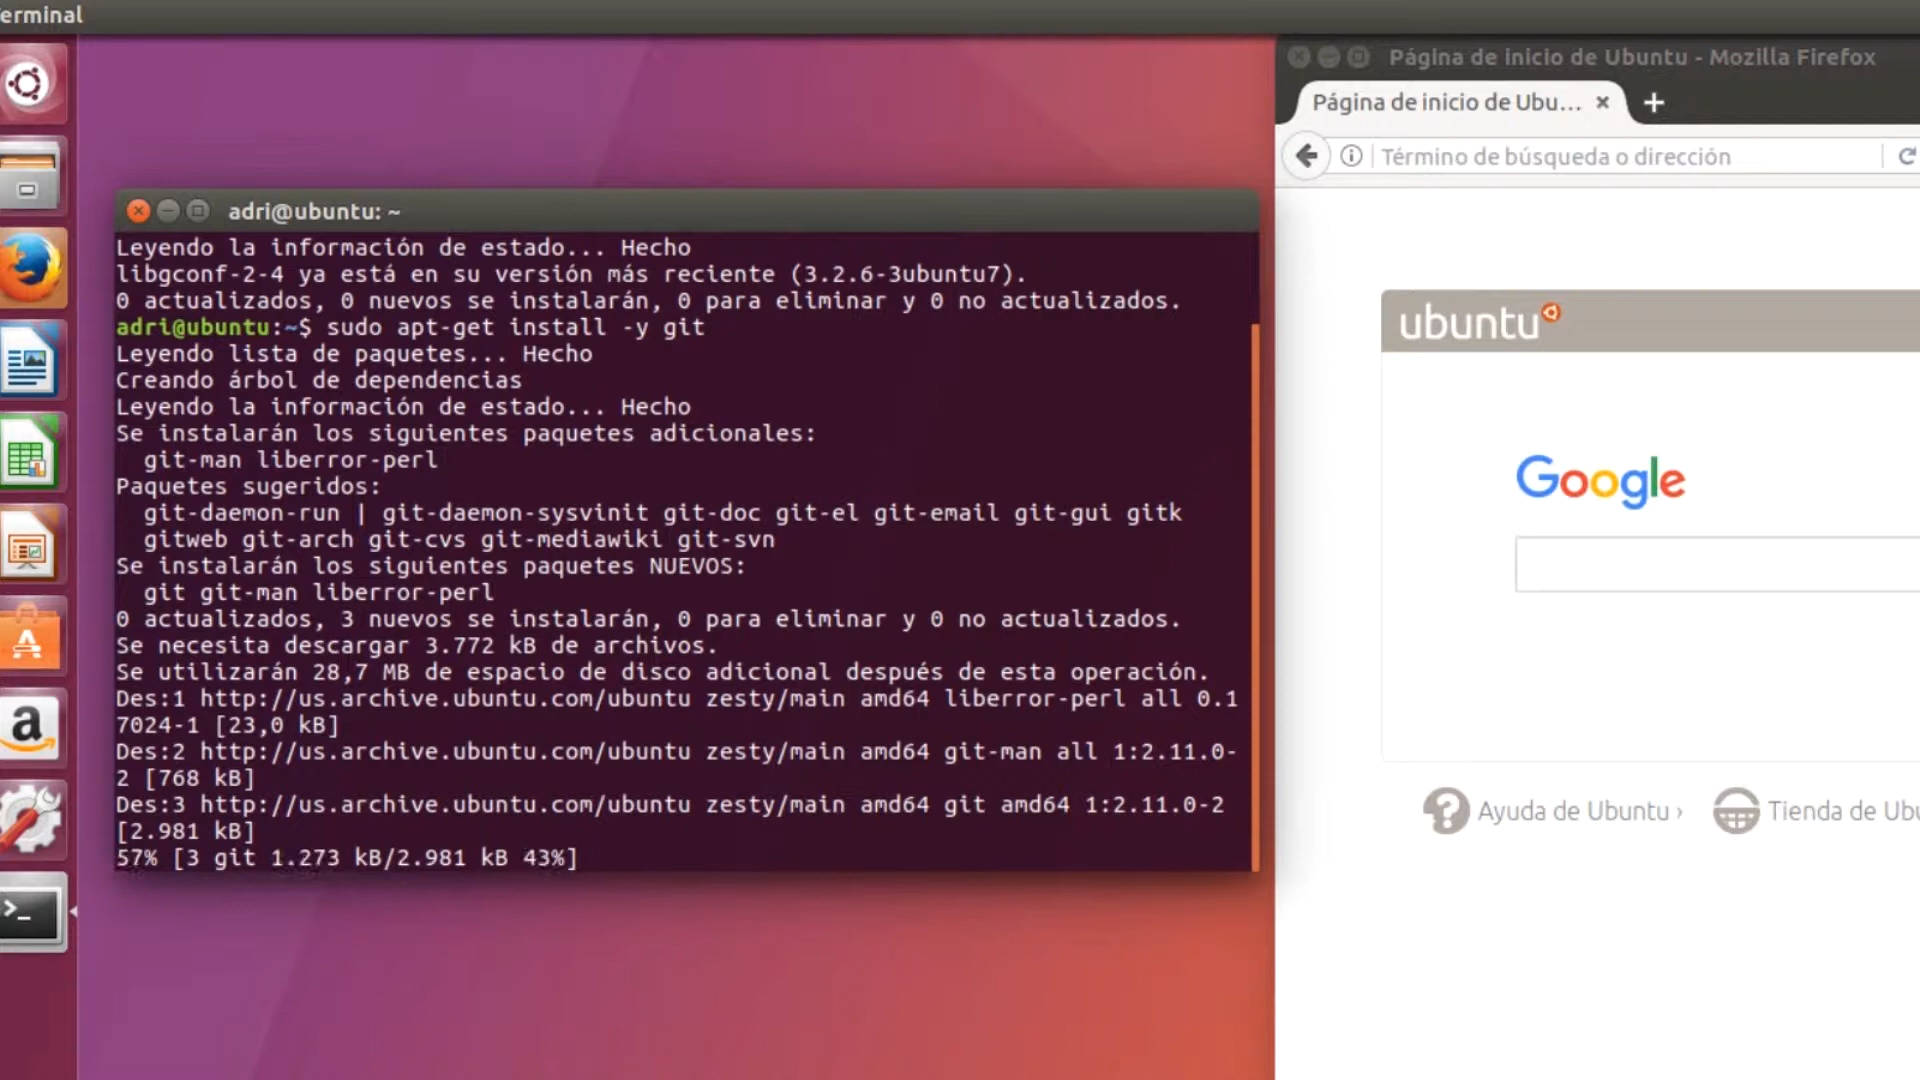 erminal
Página de inicio de Ubuntu - Mozilla Firefox
Página de inicio de Ubu...
Término de búsqueda o dirección
adri@ubuntu: ~
Leyendo la información de estado... Hecho
libgconf-2-4 ya está en su versión más reciente (3.2.6-3ubuntu7).
0 actualizados, 0 nuevos se instalarán, 0 para eliminar y 0 no actualizados.
adri@ubuntu:~$ sudo apt-get install -y git
Leyendo lista de paquetes... Hecho
Creando árbol de dependencias
Leyendo la información de estado... Hecho
Se instalarán los siguientes paquetes adicionales:
git-man liberror-perl
Paquetes sugeridos:
git-daemon-run | git-daemon-sysvinit git-doc git-el git-email git-gui gitk
gitweb git-arch git-cvs git-mediawiki git-svn
Se instalarán los siguientes paquetes NUEVOS:
git git-man liberror-perl
0 actualizados, 3 nuevos se instalarán, 0 para eliminar y 0 no actualizados.
Se necesita descargar 3.772 kB de archivos.
Se utilizarán 28,7 MB de espacio de disco adicional después de esta operación.
Des:1 http://us.archive.ubuntu.com/ubuntu zesty/main amd64 liberror-perl all 0.1
7024-1 [23,0 kB]
Des:2 http://us.archive.ubuntu.com/ubuntu zesty/main amd64 git-man all 1:2.11.0-
2 [768 kB]
Des:3 http://us.archive.ubuntu.com/ubuntu zesty/main amd64 git amd64 1:2.11.0-2
[2.981 kB]
57% [3 git 1.273 kB/2.981 kB 43%]
ubuntu
Google
Ayuda de Ubuntu ›
Tienda de Ubu